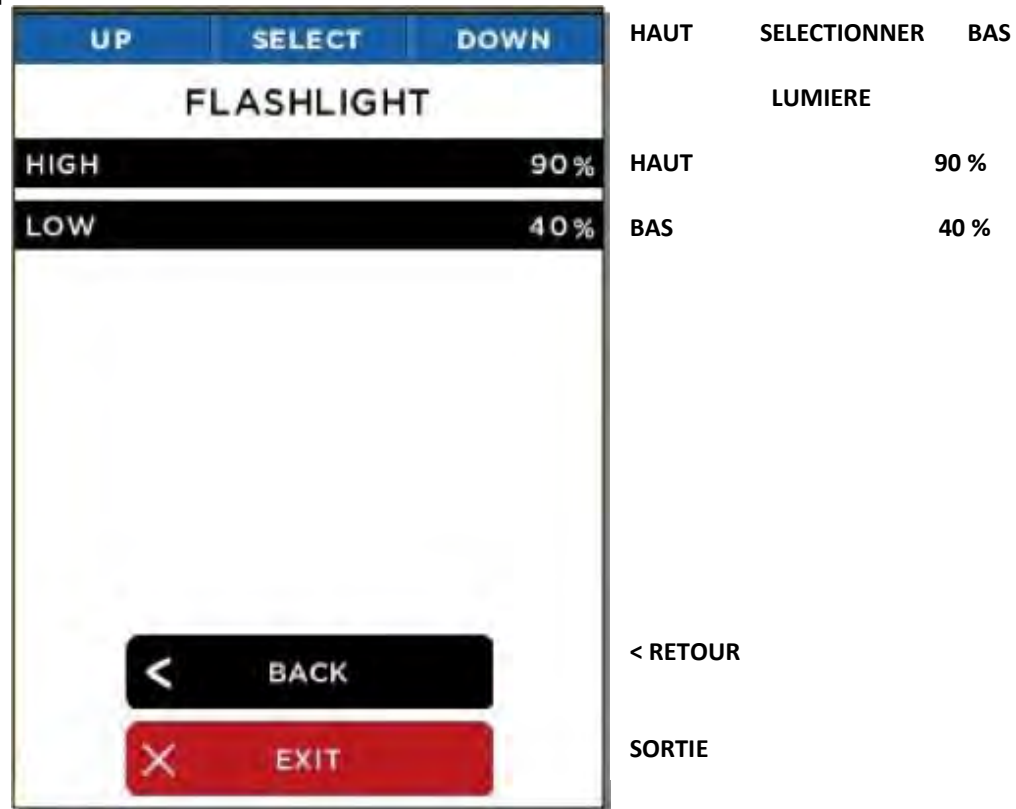 UP SELECT DOWN HAUT SELECTIONNER BAS
FLASHLIGHT LUMIERE
HIGH 90% HAUT 90 %
LOW 40% BAS 40 %
< BACK < RETOUR
X EXIT SORTIE